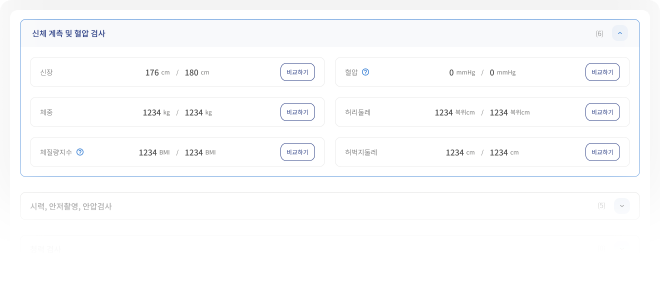 신체 계측 및 혈압 검사 (6)
신장 176 cm / 180 cm 비교하기
혈압 ? 0 mmHg / 0 mmHg 비교하기
체중 1234 kg / 1234 kg 비교하기
허리둘레 1234 복위cm / 1234 복위cm 비교하기
체질량지수 ? 1234 BMI / 1234 BMI 비교하기
허벅지둘레 1234 cm / 1234 cm 비교하기
시력, 안저촬영, 안압검사 (5)